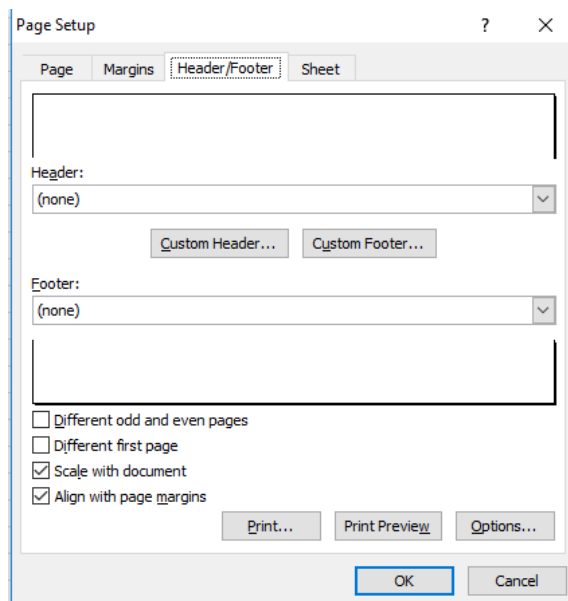 Page Setup ? ×
Page Margins Header/Footer Sheet
Header:
(none)
Custom Header... Custom Footer...
Footer:
(none)
Different odd and even pages
Different first page
Scale with document
Align with page margins
Print... Print Preview Options...
OK Cancel